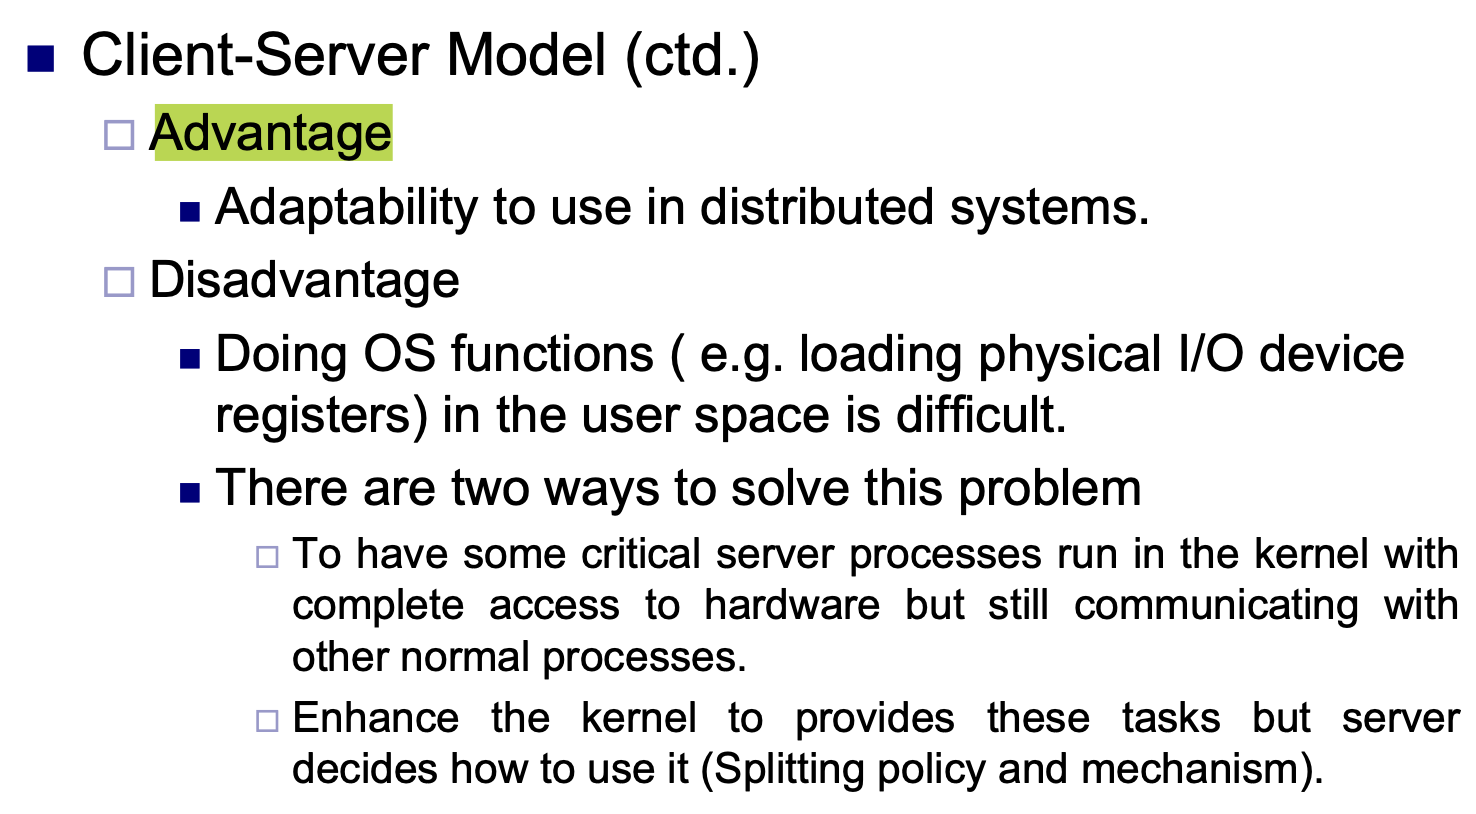 Client-Server Model (ctd.)
Advantage
Adaptability to use in distributed systems.
Disadvantage
Doing OS functions ( e.g. loading physical I/O device
registers) in the user space is difficult.
There are two ways to solve this problem
To have some critical server processes run in the kernel with
complete access to hardware but still communicating with
other normal processes.
Enhance the kernel to provides these tasks but server
decides how to use it (Splitting policy and mechanism).